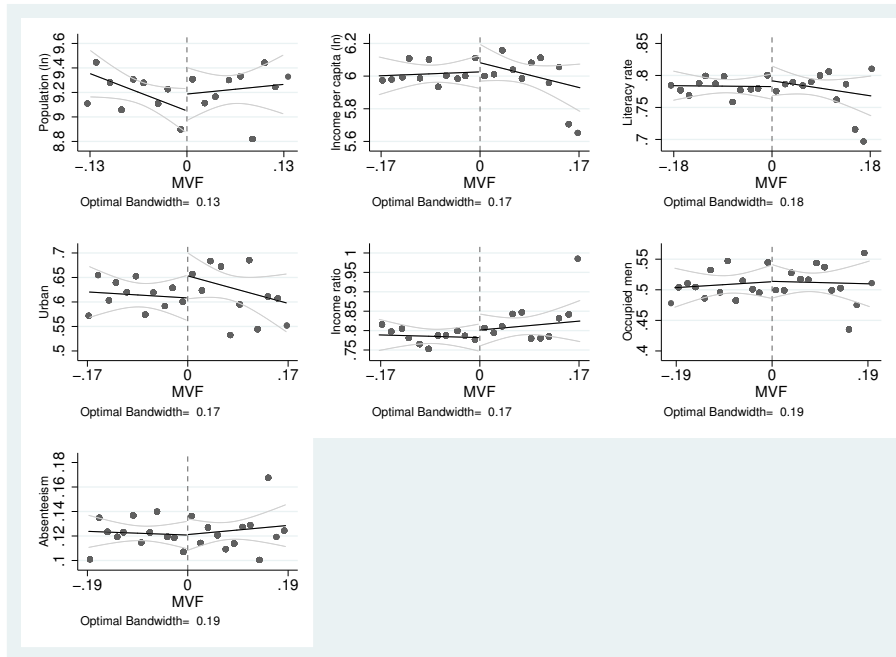 Population (ln)
9.6
9.4
9.2
9
8.8
−.13 0 .13
MVF
Optimal Bandwidth= 0.13
Income per capita (ln)
6.2
6
5.8
5.6
−.17 0 .17
MVF
Optimal Bandwidth= 0.17
Literacy rate
.85
.8
.75
.7
−.18 0 .18
MVF
Optimal Bandwidth= 0.18
Urban
.7
.65
.6
.55
.5
−.17 0 .17
MVF
Optimal Bandwidth= 0.17
Income ratio
1
.95
.9
.85
.8
.75
−.17 0 .17
MVF
Optimal Bandwidth= 0.17
Occupied men
.55
.5
.45
.4
−.19 0 .19
MVF
Optimal Bandwidth= 0.19
Absenteeism
.18
.16
.14
.12
.1
−.19 0 .19
MVF
Optimal Bandwidth= 0.19